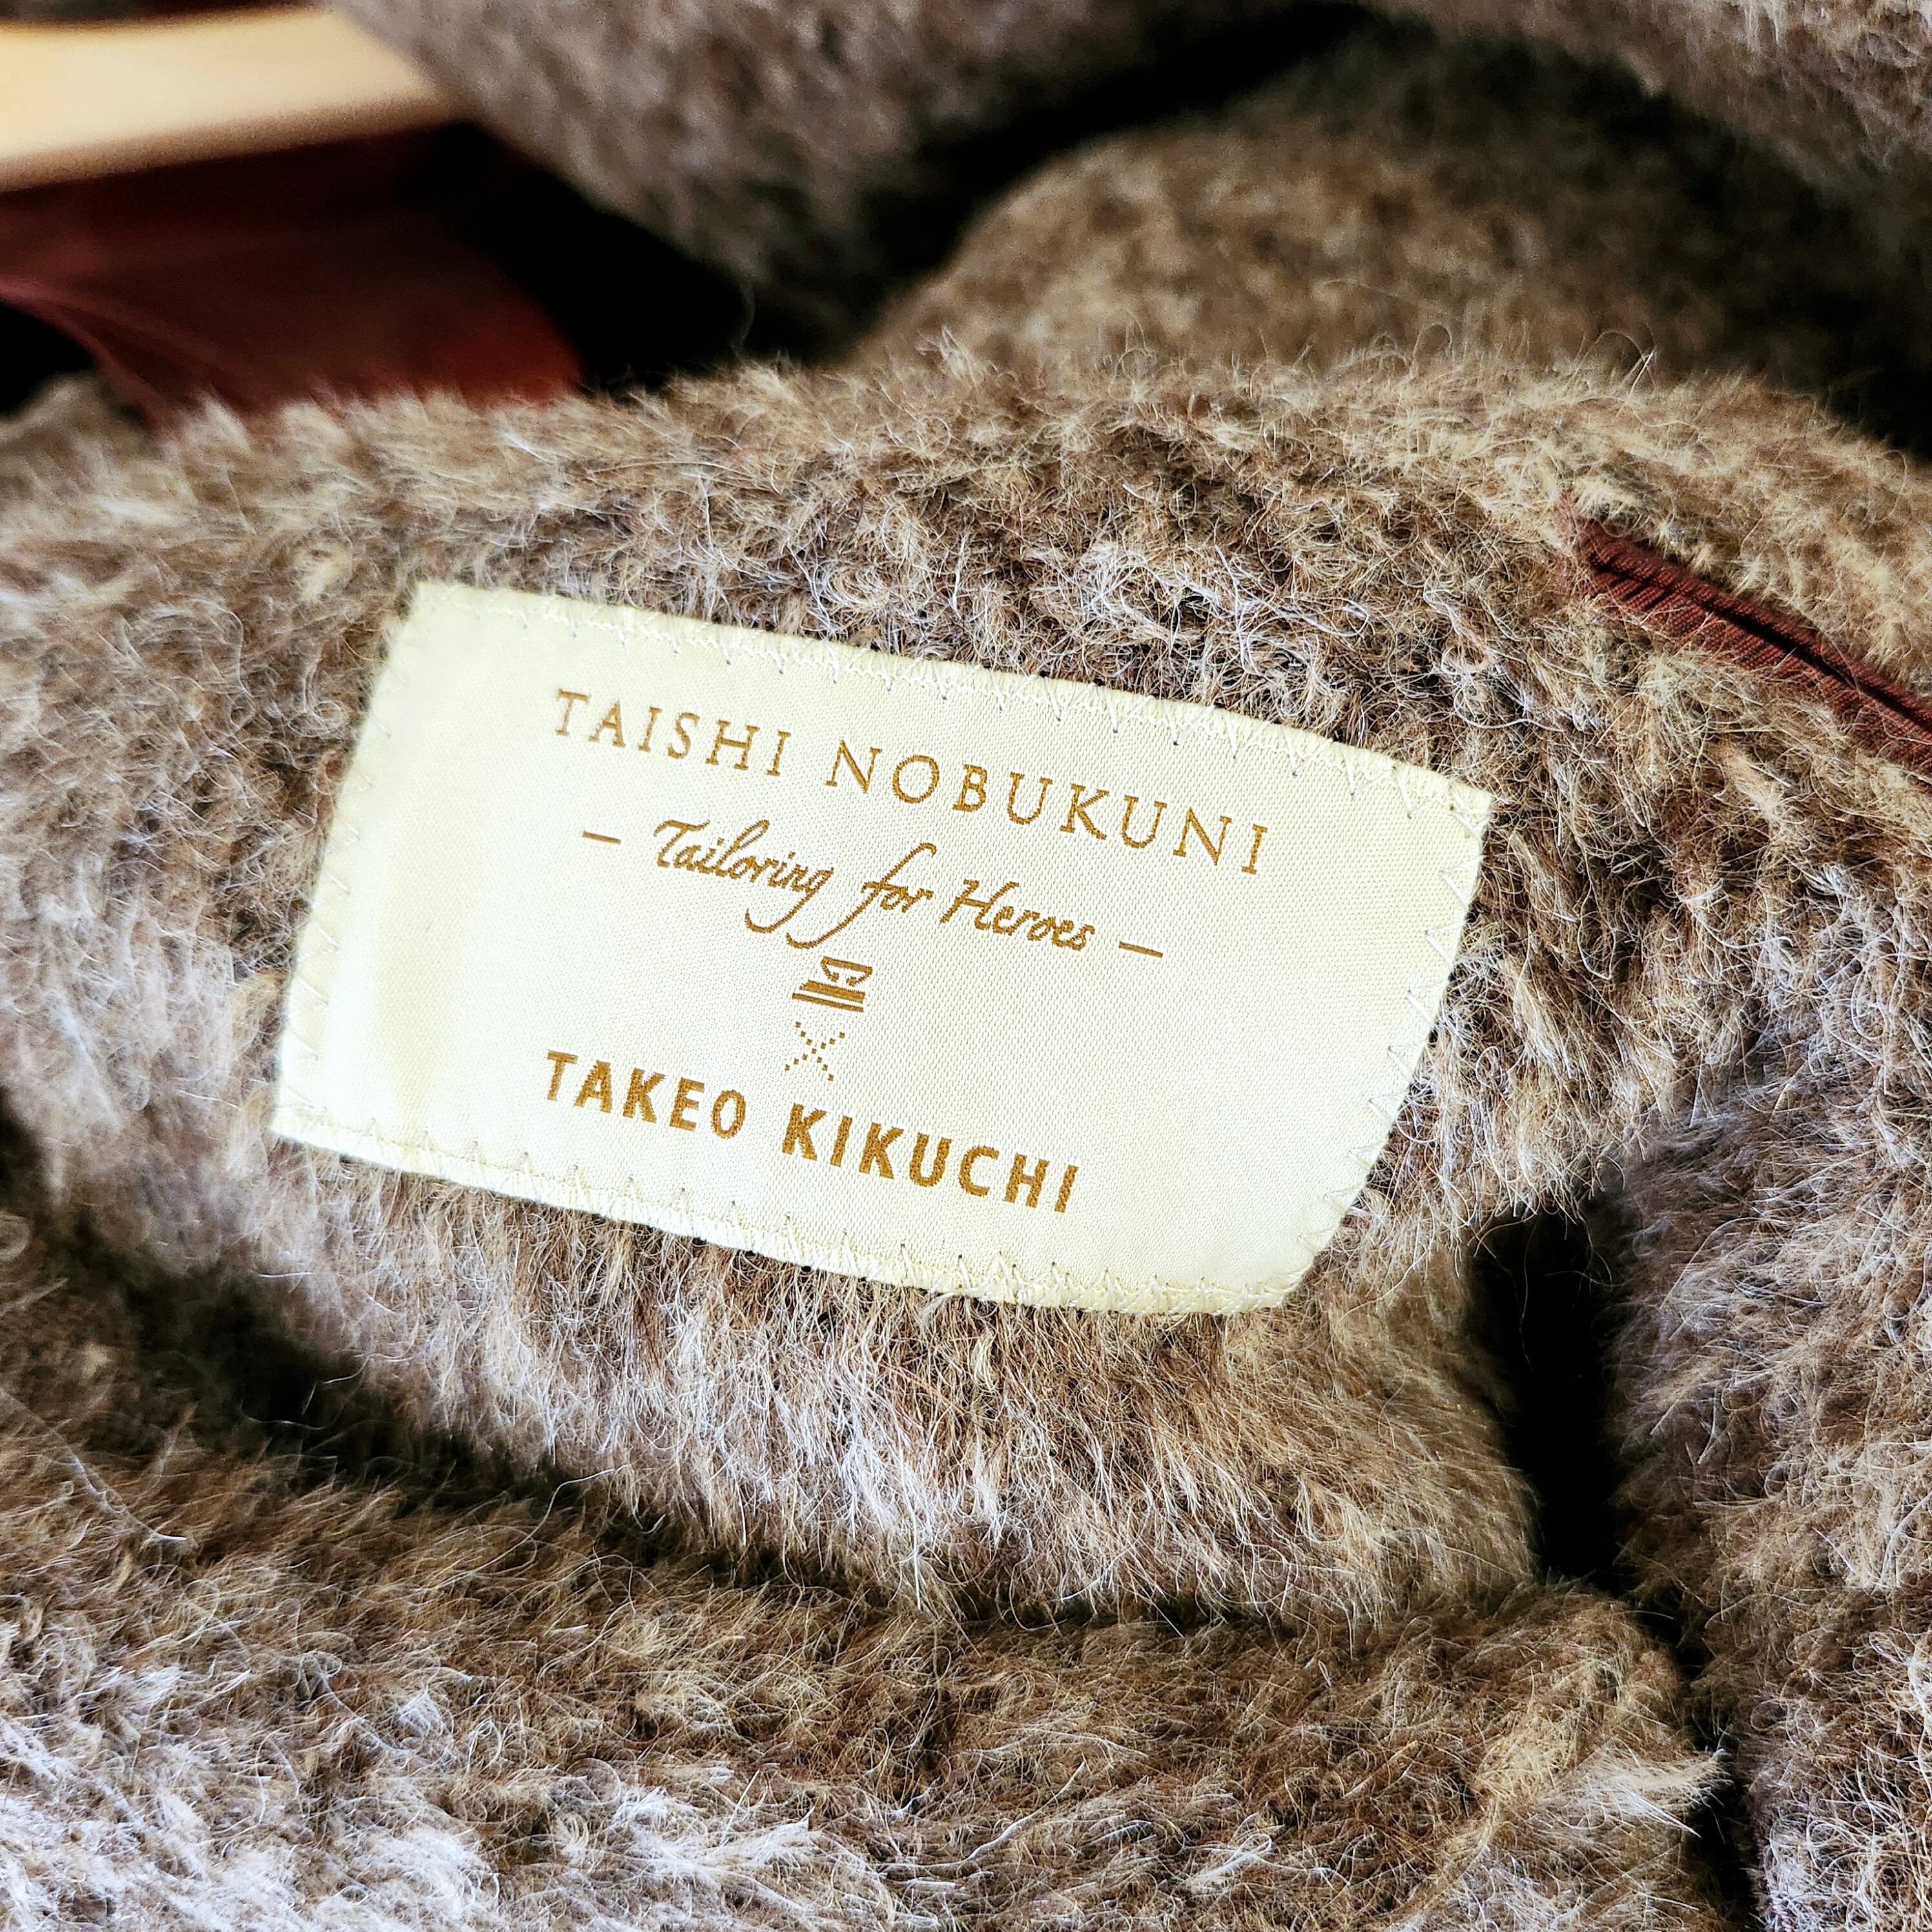 TAISHI NOBUKUNI
– Tailoring for Heroes –
×
TAKEO KIKUCHI